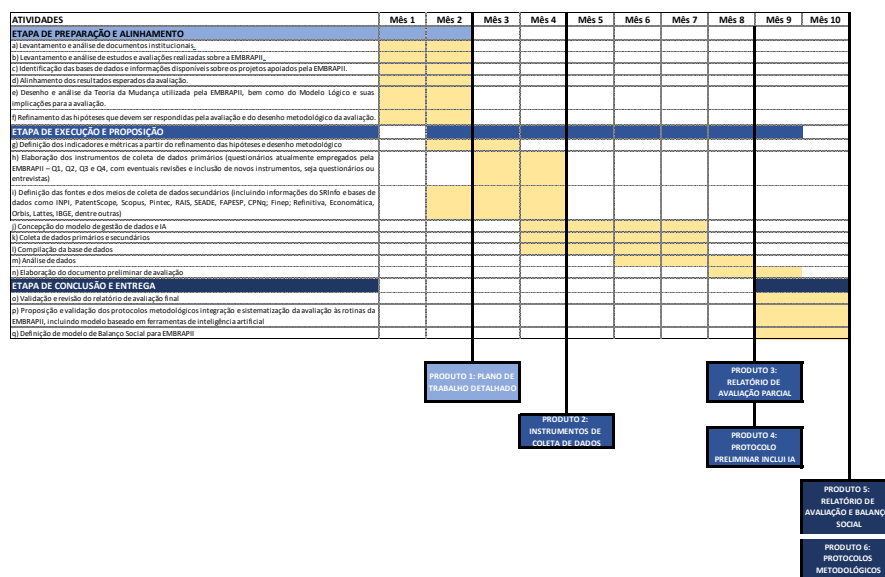 ATIVIDADES Mês 1 Mês 2 Mês 3 Mês 4 Mês 5 Mês 6 Mês 7 Mês 8 Mês 9 Mês 10
ETAPA DE PREPARAÇÃO E ALINHAMENTO
a) Levantamento e análise de documentos institucionais.
b) Levantamento e análise de estudos e avaliações realizadas sobre a EMBRAPII.
c) Identificação das bases de dados e informações disponíveis sobre os projetos apoiados pela EMBRAPII.
d) Alinhamento dos resultados esperados da avaliação.
e) Desenho e análise da Teoria da Mudança utilizada pela EMBRAPII, bem como do Modelo Lógico e suas
implicações para a avaliação.
f) Refinamento das hipóteses que devem ser respondidas pela avaliação e do desenho metodológico da avaliação.
ETAPA DE EXECUÇÃO E PROPOSIÇÃO
g) Definição dos indicadores e métricas a partir do refinamento das hipóteses e desenho metodológico
h) Elaboração dos instrumentos de coleta de dados primários (questionários atualmente empregados pela
EMBRAPII – Q1, Q2, Q3 e Q4, com eventuais revisões e inclusão de novos instrumentos, seja questionários ou
entrevistas)
i) Definição das fontes e dos meios de coleta de dados secundários (incluindo informações do SRInfo e bases de
dados como INPI, PatentScope, Scopus, Pintec, RAIS, SEADE, FAPESP, CPNq; Finep; Refinitiva, Economática,
Orbis, Lattes, IBGE, dentre outras)
j) Concepção do modelo de gestão de dados e IA
k) Coleta de dados primários e secundários
l) Compilação da base de dados
m) Análise de dados
n) Elaboração do documento preliminar de avaliação
ETAPA DE CONCLUSÃO E ENTREGA
o) Validação e revisão do relatório de avaliação final
p) Proposição e validação dos protocolos metodológicos integração e sistematização da avaliação às rotinas da
EMBRAPII, incluindo modelo baseado em ferramentas de inteligência artificial
q) Definição de modelo de Balanço Social para EMBRAPII
PRODUTO 1: PLANO DE
TRABALHO DETALHADO
PRODUTO 2:
INSTRUMENTOS DE
COLETA DE DADOS
PRODUTO 3:
RELATÓRIO DE
AVALIAÇÃO PARCIAL
PRODUTO 4:
PROTOCOLO
PRELIMINAR INCLUI IA
PRODUTO 5:
RELATÓRIO DE
AVALIAÇÃO E BALANÇO
SOCIAL
PRODUTO 6:
PROTOCOLOS
METODOLÓGICOS